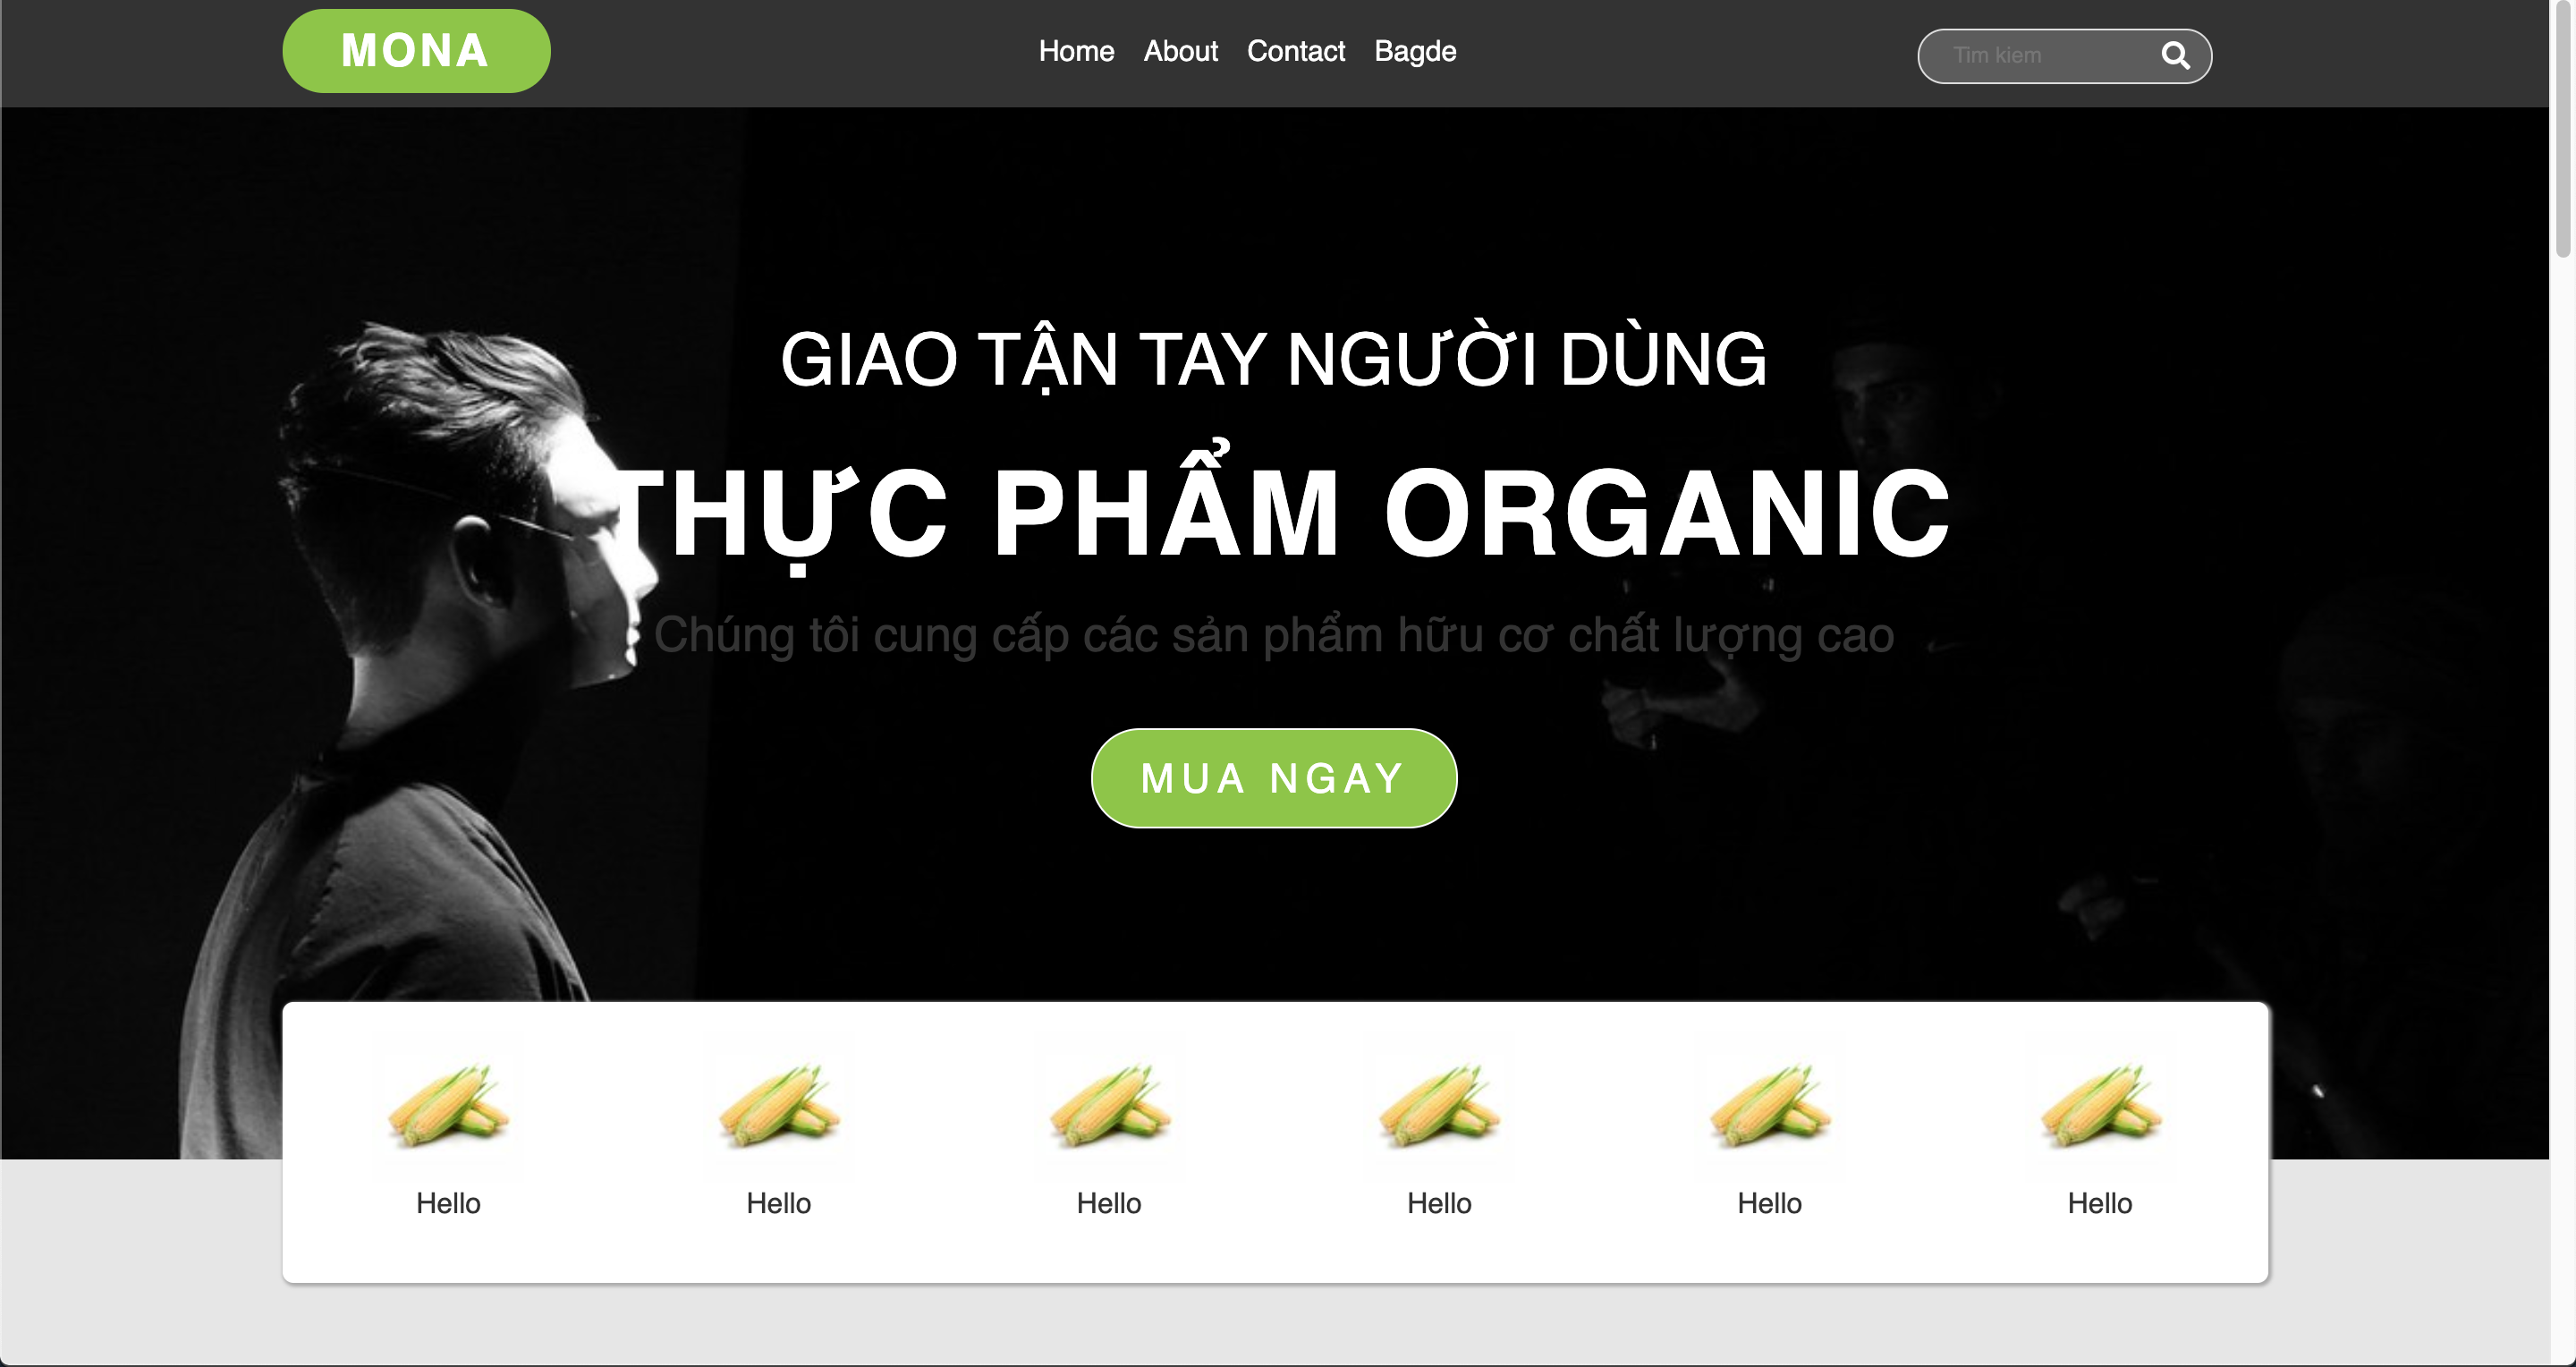 MONA
Home About Contact Bagde
Tim kiem
GIAO TẬN TAY NGƯỜI DÙNG
THỰC PHẨM ORGANIC
Chúng tôi cung cấp các sản phẩm hữu cơ chất lượng cao
MUA NGAY
Hello Hello Hello Hello Hello Hello